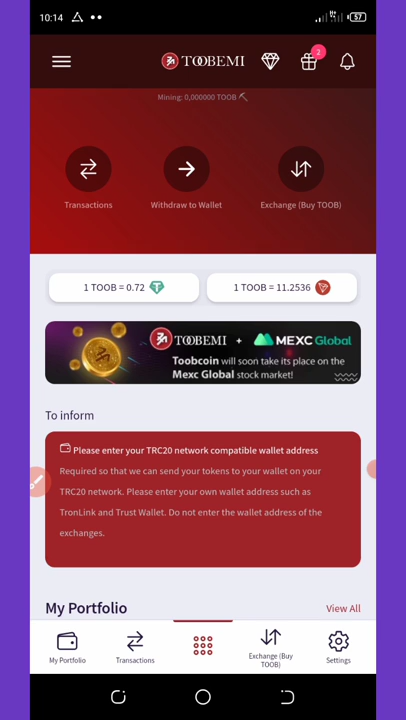 10:14
57
TOOBEMI
2
Mining: 0,000000 TOOB
Transactions
Withdraw to Wallet
Exchange (Buy TOOB)
1 TOOB = 0.72
1 TOOB = 11.2536
TOOBEMI + MEXC Global
Toobcoin will soon take its place on the
Mexc Global stock market!
To inform
Please enter your TRC20 network compatible wallet address
Required so that we can send your tokens to your wallet on your
TRC20 network. Please enter your own wallet address such as
TronLink and Trust Wallet. Do not enter the wallet address of the
exchanges.
My Portfolio
View All
My Portfolio
Transactions
Exchange (Buy
TOOB)
Settings